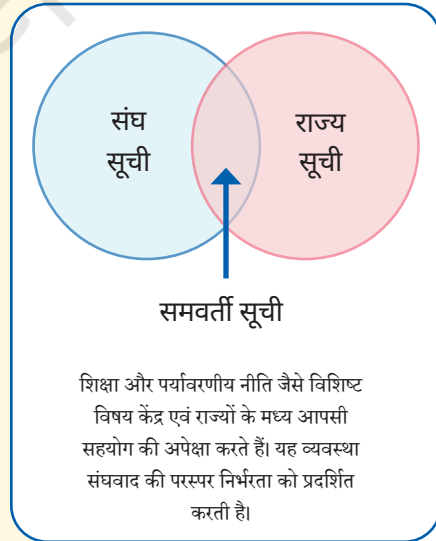 संघ
सूची
राज्य
सूची
समवर्ती सूची
शिक्षा और पर्यावरणीय नीति जैसे विशिष्ट
विषय केंद्र एवं राज्यों के मध्य आपसी
सहयोग की अपेक्षा करते हैं। यह व्यवस्था
संघवाद की परस्पर निर्भरता को प्रदर्शित
करती है।